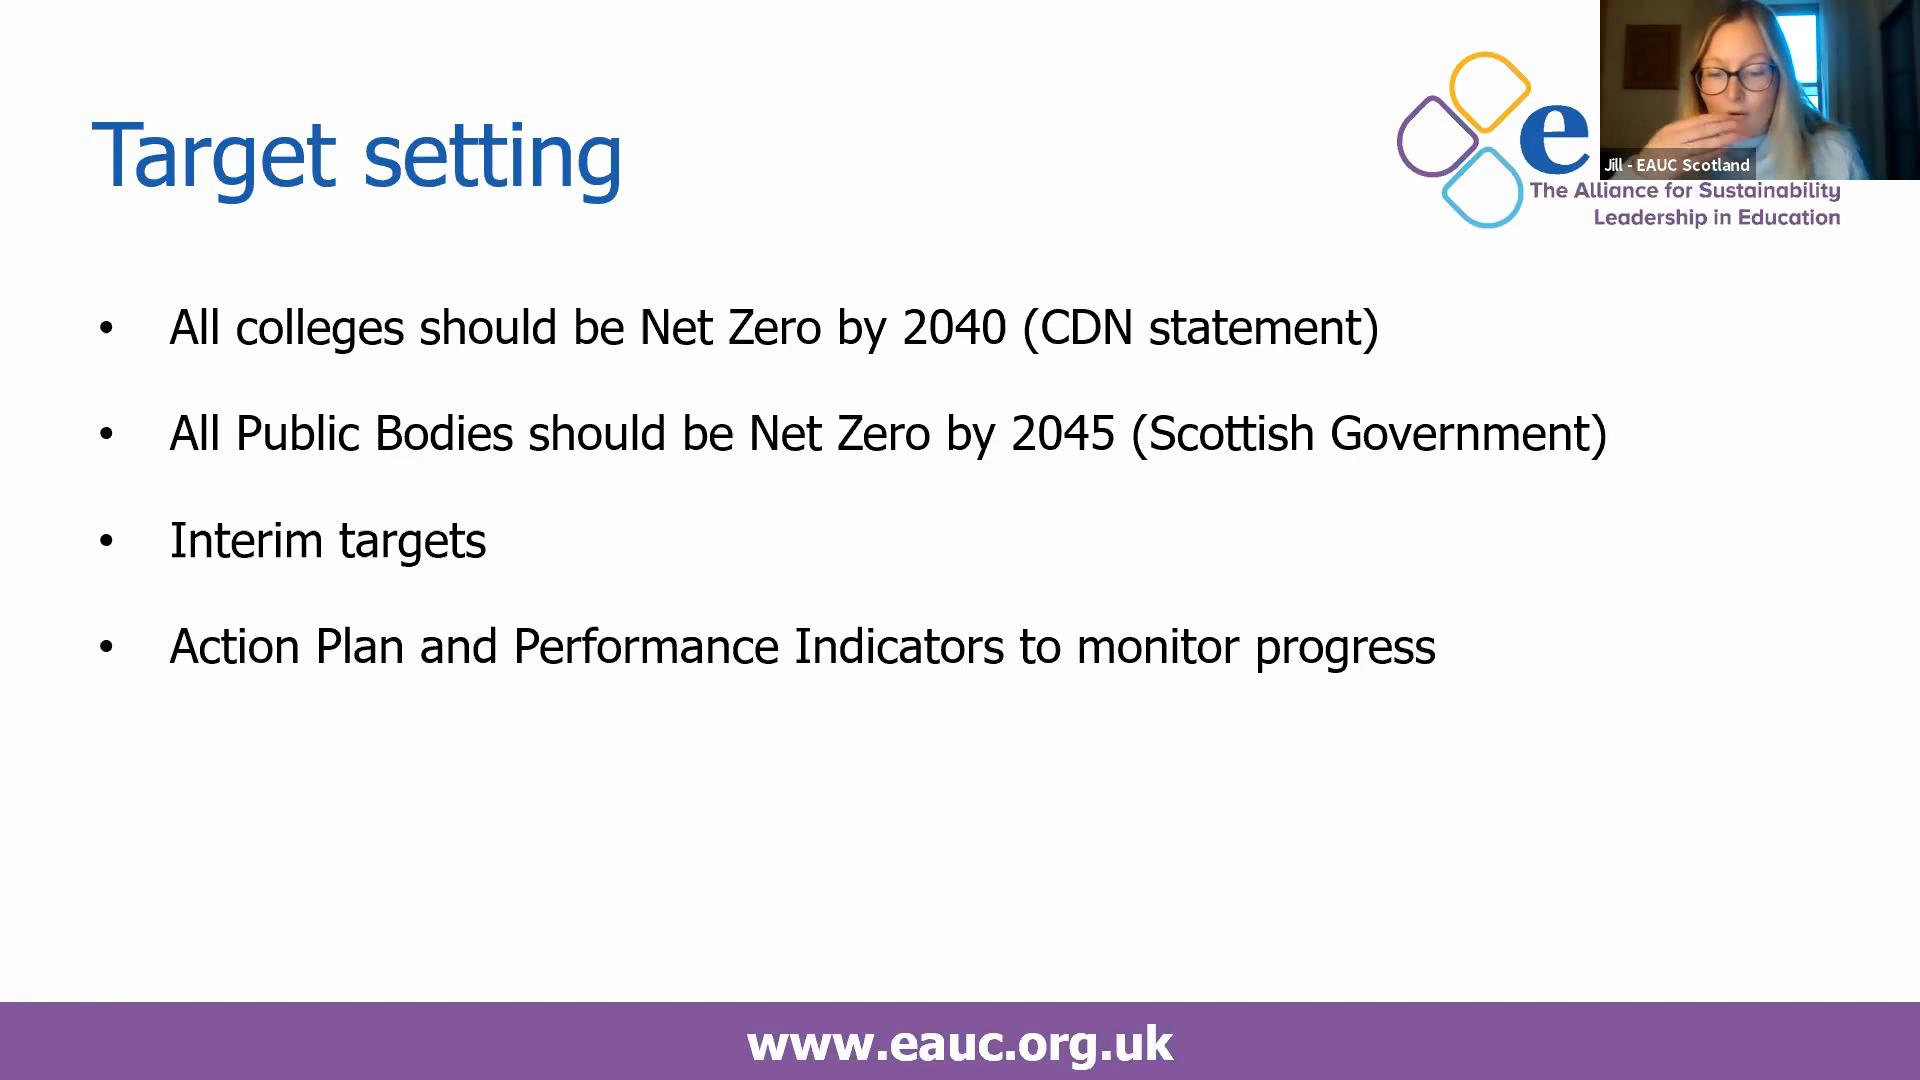 Target setting
e
Jill - EAUC Scotland
The Alliance for Sustainability
Leadership in Education
• All colleges should be Net Zero by 2040 (CDN statement)
• All Public Bodies should be Net Zero by 2045 (Scottish Government)
• Interim targets
• Action Plan and Performance Indicators to monitor progress
www.eauc.org.uk